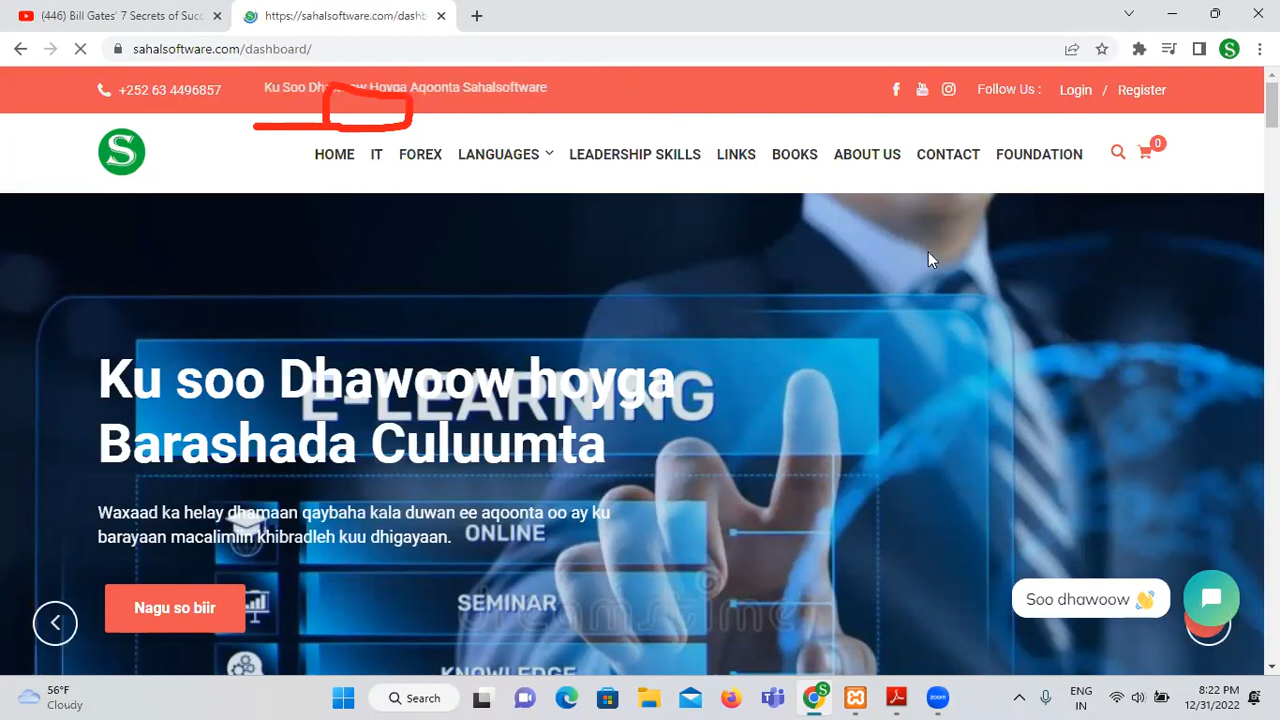 (446) Bill Gates' 7 Secrets of Succ
https://sahalsoftware.com/dashb
sahalsoftware.com/dashboard/
S
+252 63 4496857
Ku Soo Dhawoow Hoyga Aqoonta Sahalsoftware
Follow Us :
Login / Register
S
HOME IT FOREX LANGUAGES LEADERSHIP SKILLS LINKS BOOKS ABOUT US CONTACT FOUNDATION
0
E-LEARNING
Ku soo Dhawoow hoyga
Barashada Culuumta
Waxaad ka helay dhamaan qaybaha kala duwan ee aqoonta oo ay ku
barayaan macalimiin khibradleh kuu dhigayaan.
ONLINE
Nagu so biir
SEMINAR
KNOWLEDGE
Soo dhawoow 👋
56°F
Cloudy
Search
zoom
ENG
IN
8:22 PM
12/31/2022